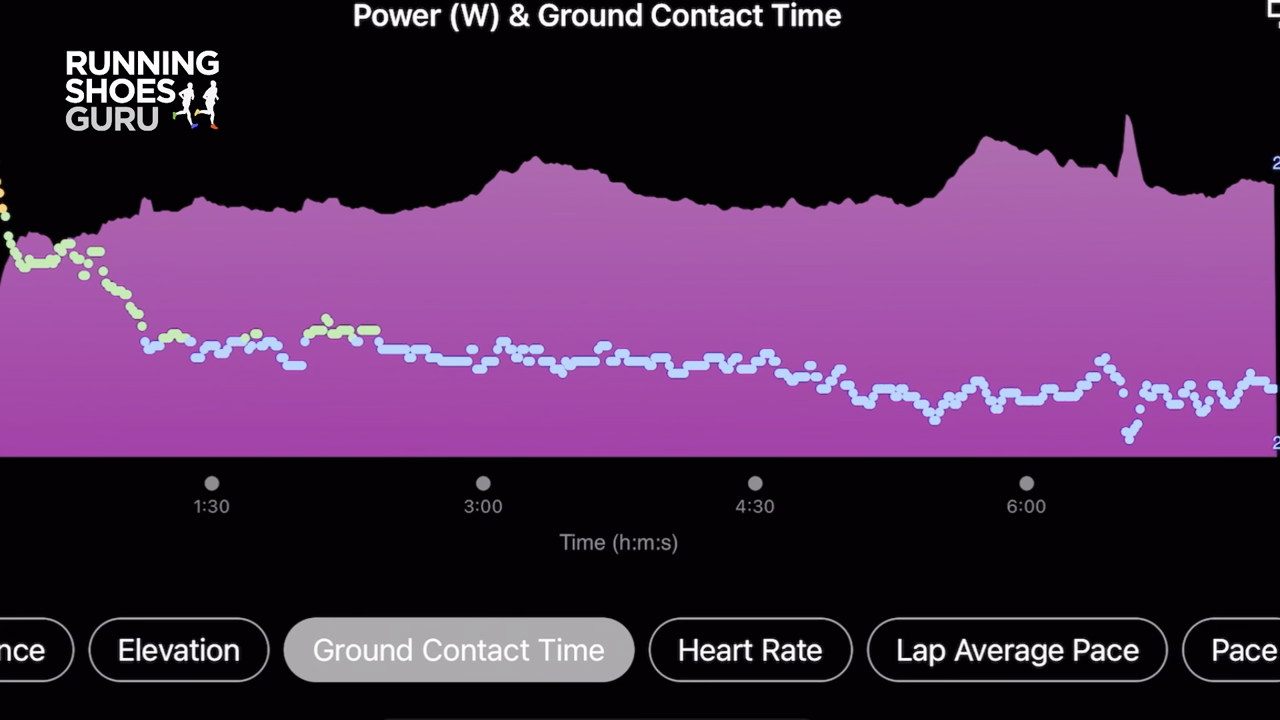 Power (W) & Ground Contact Time
RUNNING
SHOES
GURU
1:30
3:00
4:30
6:00
Time (h:m:s)
Elevation
Ground Contact Time
Heart Rate
Lap Average Pace
Pace